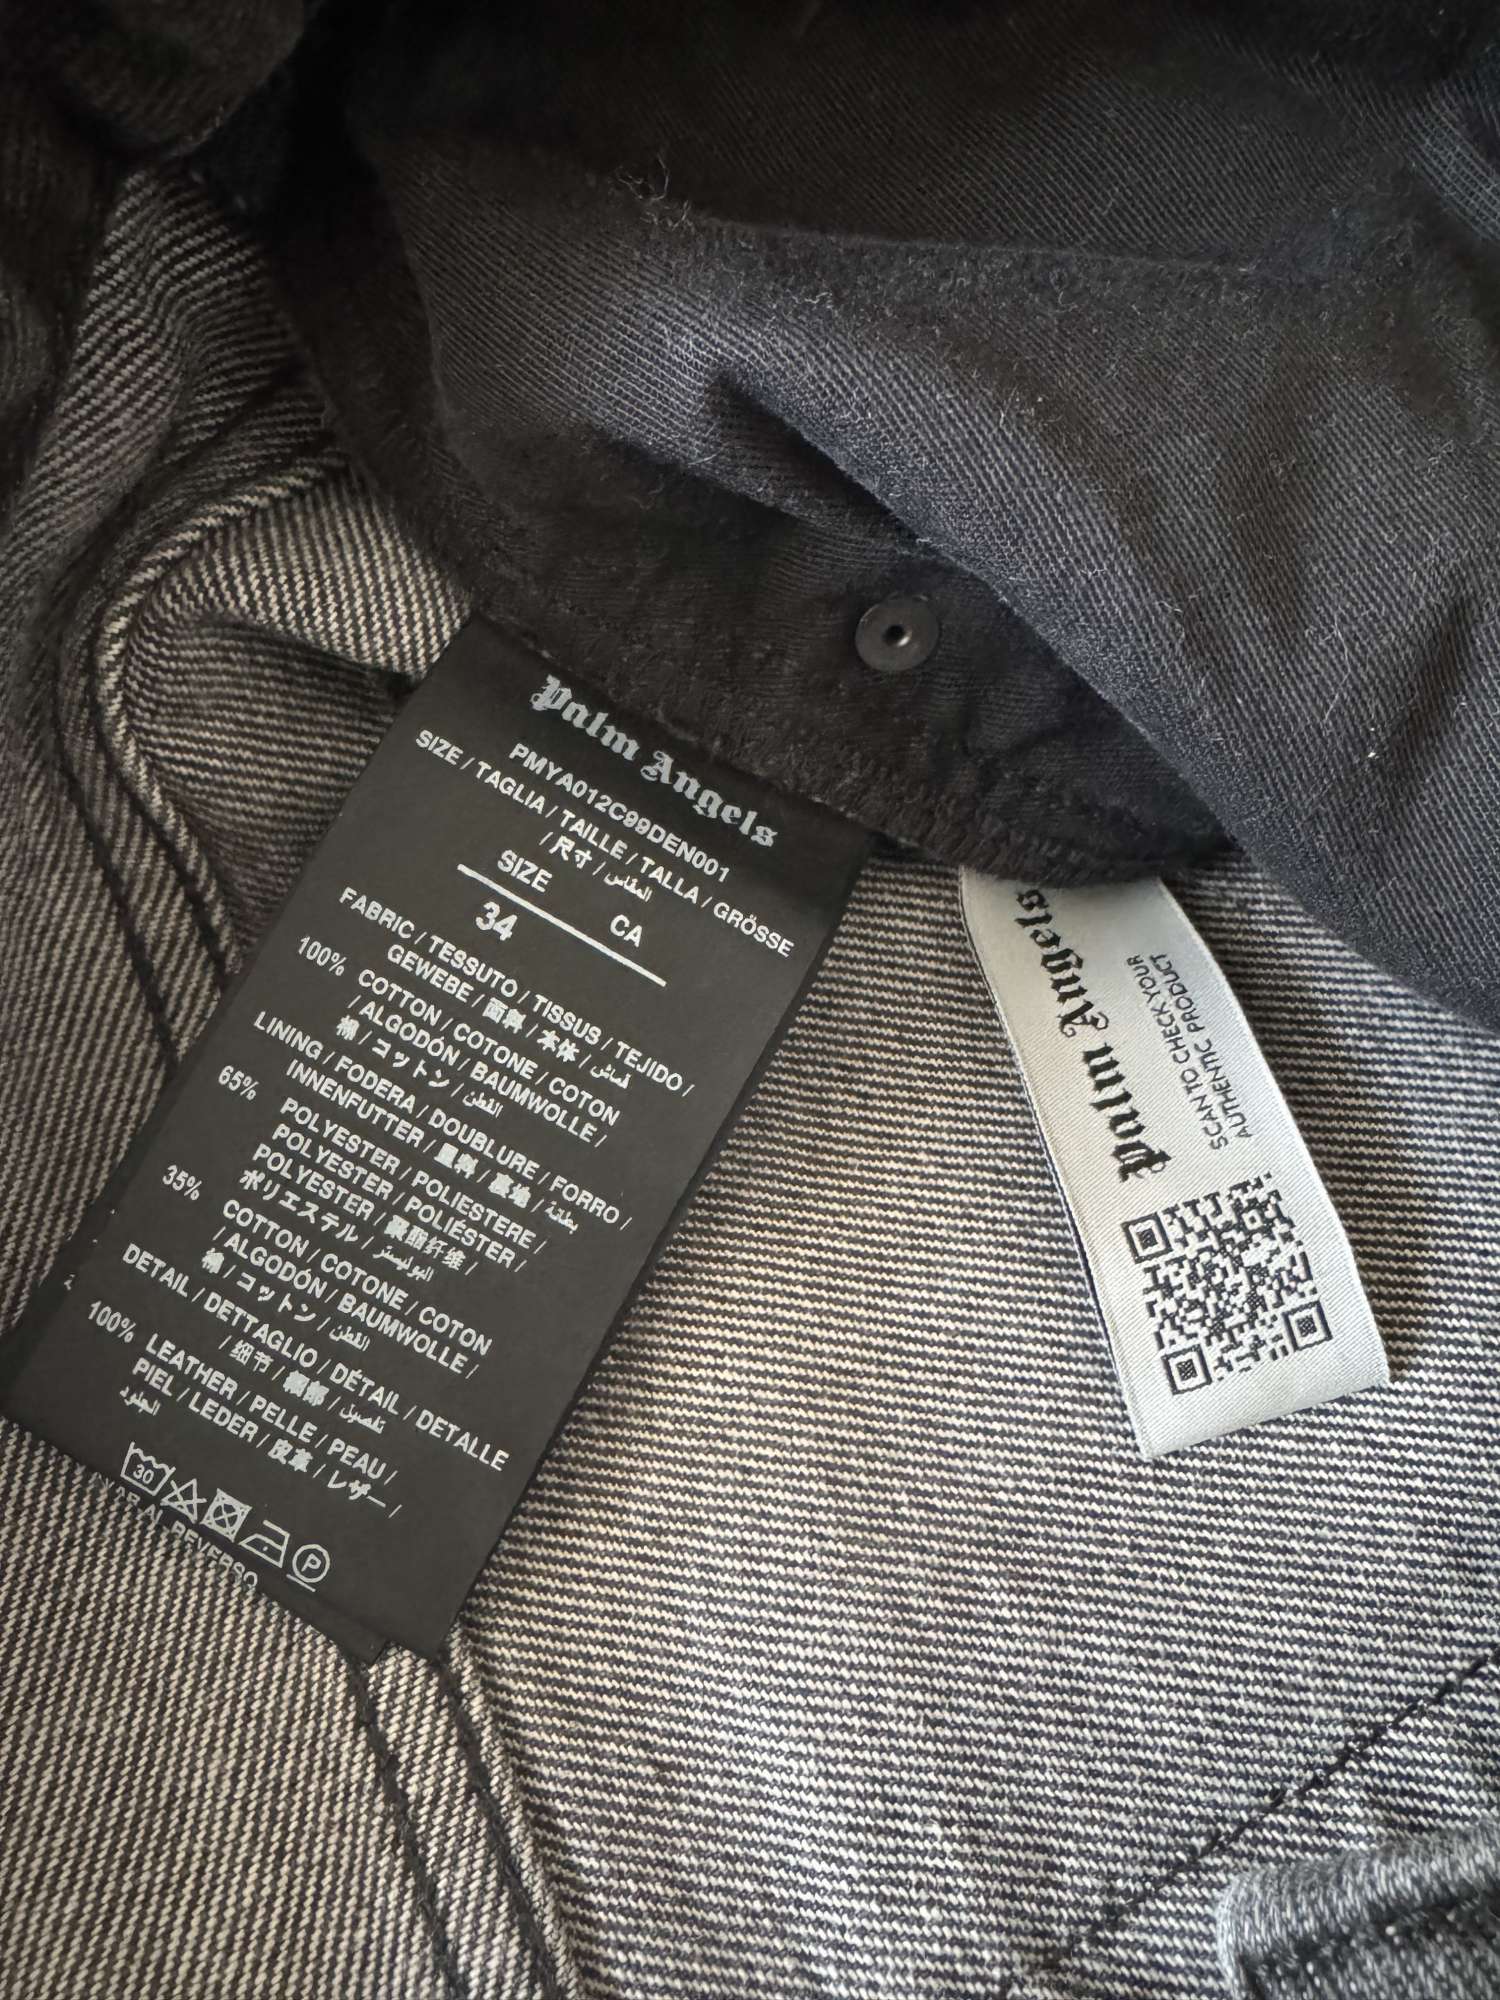 Palm Angels
PMYA012C99DEN001
SIZE / TAGLIA / TAILLE / TALLA / GRÖSSE
/ 尺寸 / المقاس
SIZE CA
34
FABRIC / TESSUTO / TISSUS / TEJIDO /
GEWEBE / 面料 / 本体 / قماش
100% COTTON / COTONE / COTON
/ ALGODÓN / BAUMWOLLE /
棉 / コットン / القطن
LINING / FODERA / DOUBLURE / FORRO /
INNENFUTTER / 里料 / 裏地 / بطانة
65% POLYESTER / POLIESTERE /
POLYESTER / POLIÉSTER /
POLYESTER / 聚酯纤维 /
ポリエステル / البوليستر
35% COTTON / COTONE / COTON
/ ALGODÓN / BAUMWOLLE /
棉 / コットン / القطن
DETAIL / DETTAGLIO / DÉTAIL / DETALLE
/ 细节 / 細部 / تفصيل
100% LEATHER / PELLE / PEAU /
PIEL / LEDER / 皮革 / レザー /
الجلد
30 P
VAR AL REVERSO
Palm Angels
SCAN TO CHECK YOUR
AUTHENTIC PRODUCT